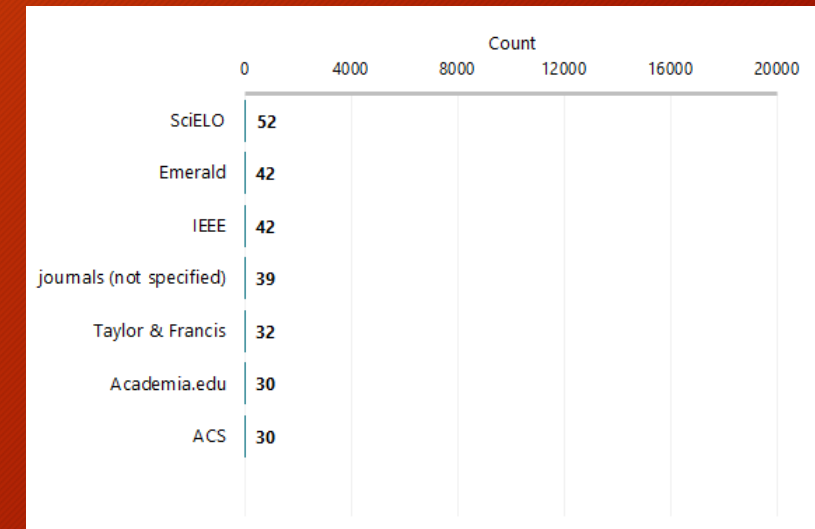 Count
0 4000 8000 12000 16000 20000
SciELO 52
Emerald 42
IEEE 42
journals (not specified) 39
Taylor & Francis 32
Academia.edu 30
ACS 30